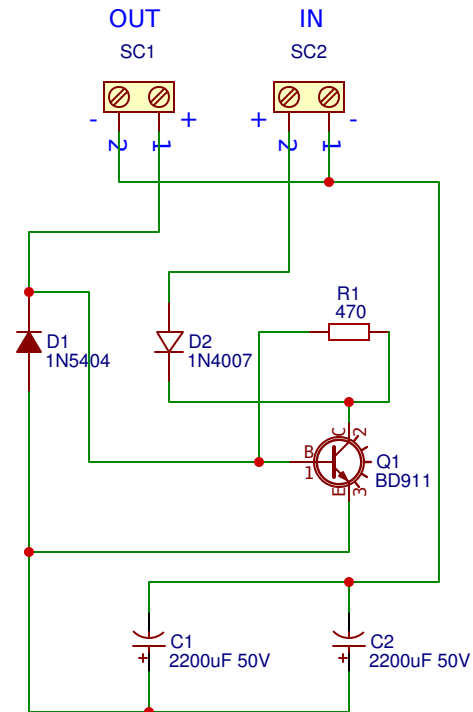 OUT IN
SC1 SC2
- + + -
2 1 2 1
R1
470
D1
1N5404
D2
1N4007
C 2
B
1
E 3
Q1
BD911
C1
2200uF 50V
+
C2
2200uF 50V
+